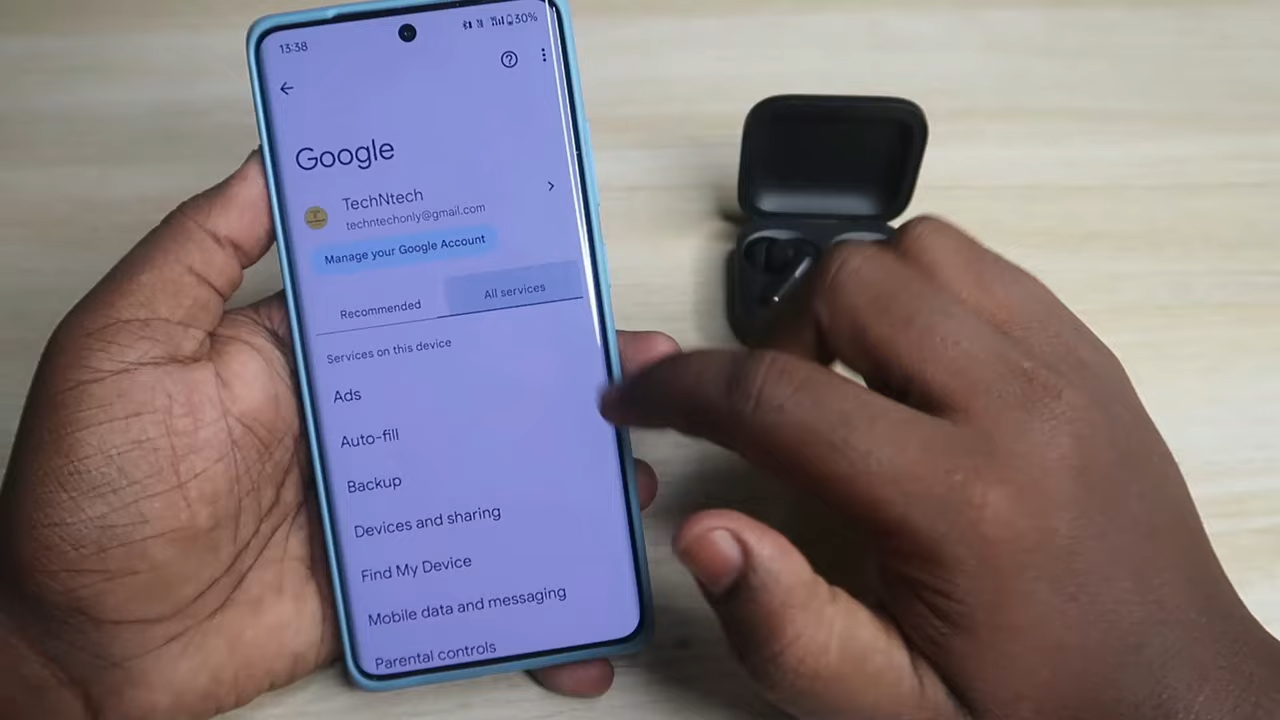 13:38
30%
Google
TechNtech
techntechonly@gmail.com
Manage your Google Account
Recommended
All services
Services on this device
Ads
Auto-fill
Backup
Devices and sharing
Find My Device
Mobile data and messaging
Parental controls